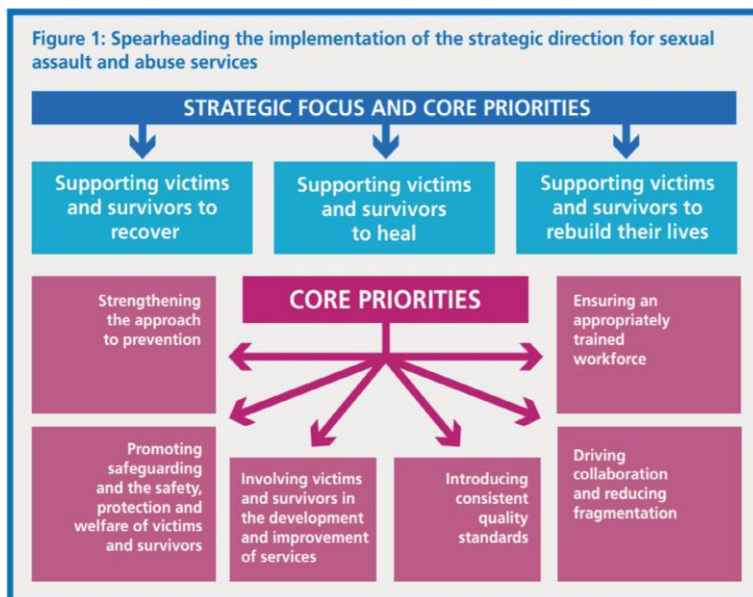 Figure 1: Spearheading the implementation of the strategic direction for sexual
assault and abuse services
STRATEGIC FOCUS AND CORE PRIORITIES
Supporting victims
and survivors to
recover
Supporting victims
and survivors
to heal
Supporting victims
and survivors to
rebuild their lives
CORE PRIORITIES
Strengthening
the approach
to prevention
Ensuring an
appropriately
trained
workforce
Promoting
safeguarding
and the safety,
protection and
welfare of victims
and survivors
Involving victims
and survivors in
the development
and improvement
of services
Introducing
consistent
quality
standards
Driving
collaboration
and reducing
fragmentation